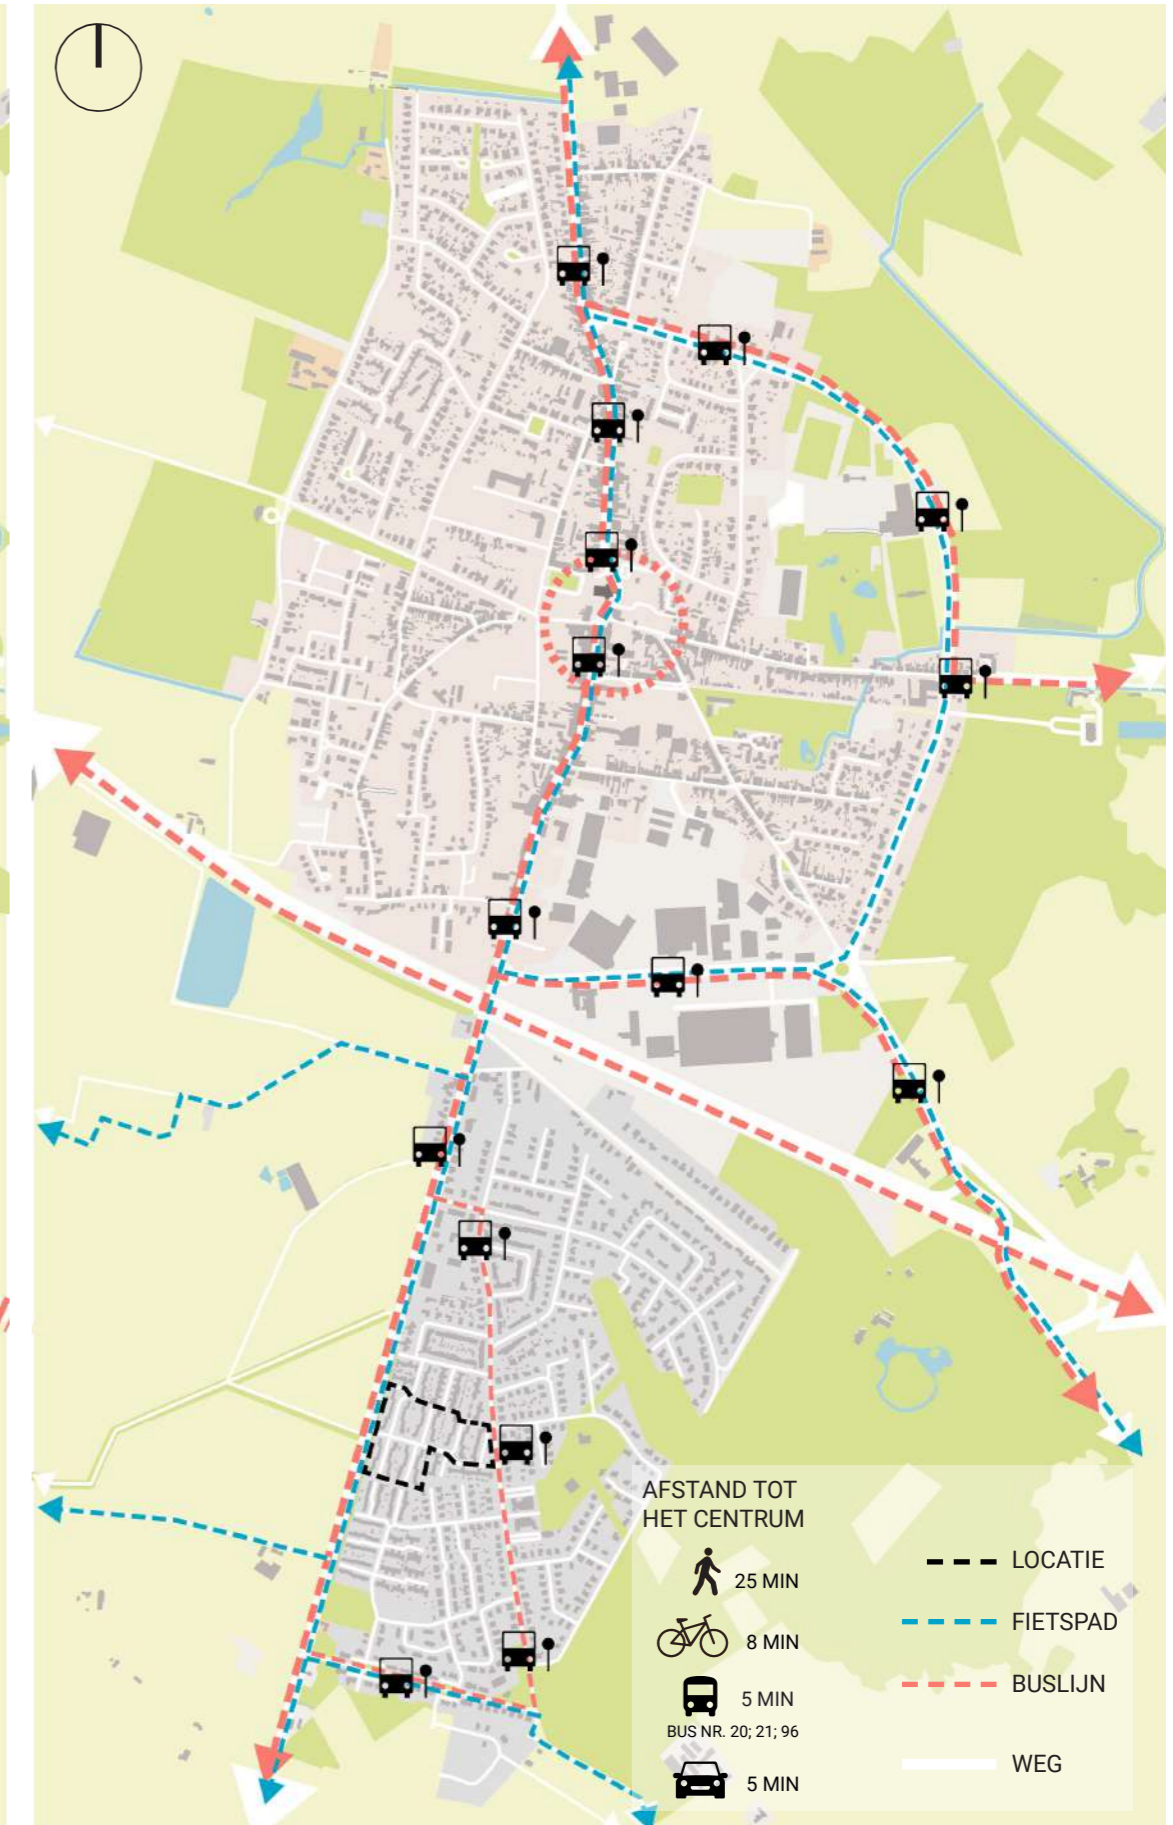 AFSTAND TOT
HET CENTRUM
25 MIN
8 MIN
5 MIN
BUS NR. 20; 21; 96
5 MIN
LOCATIE
FIETSPAD
BUSLIJN
WEG